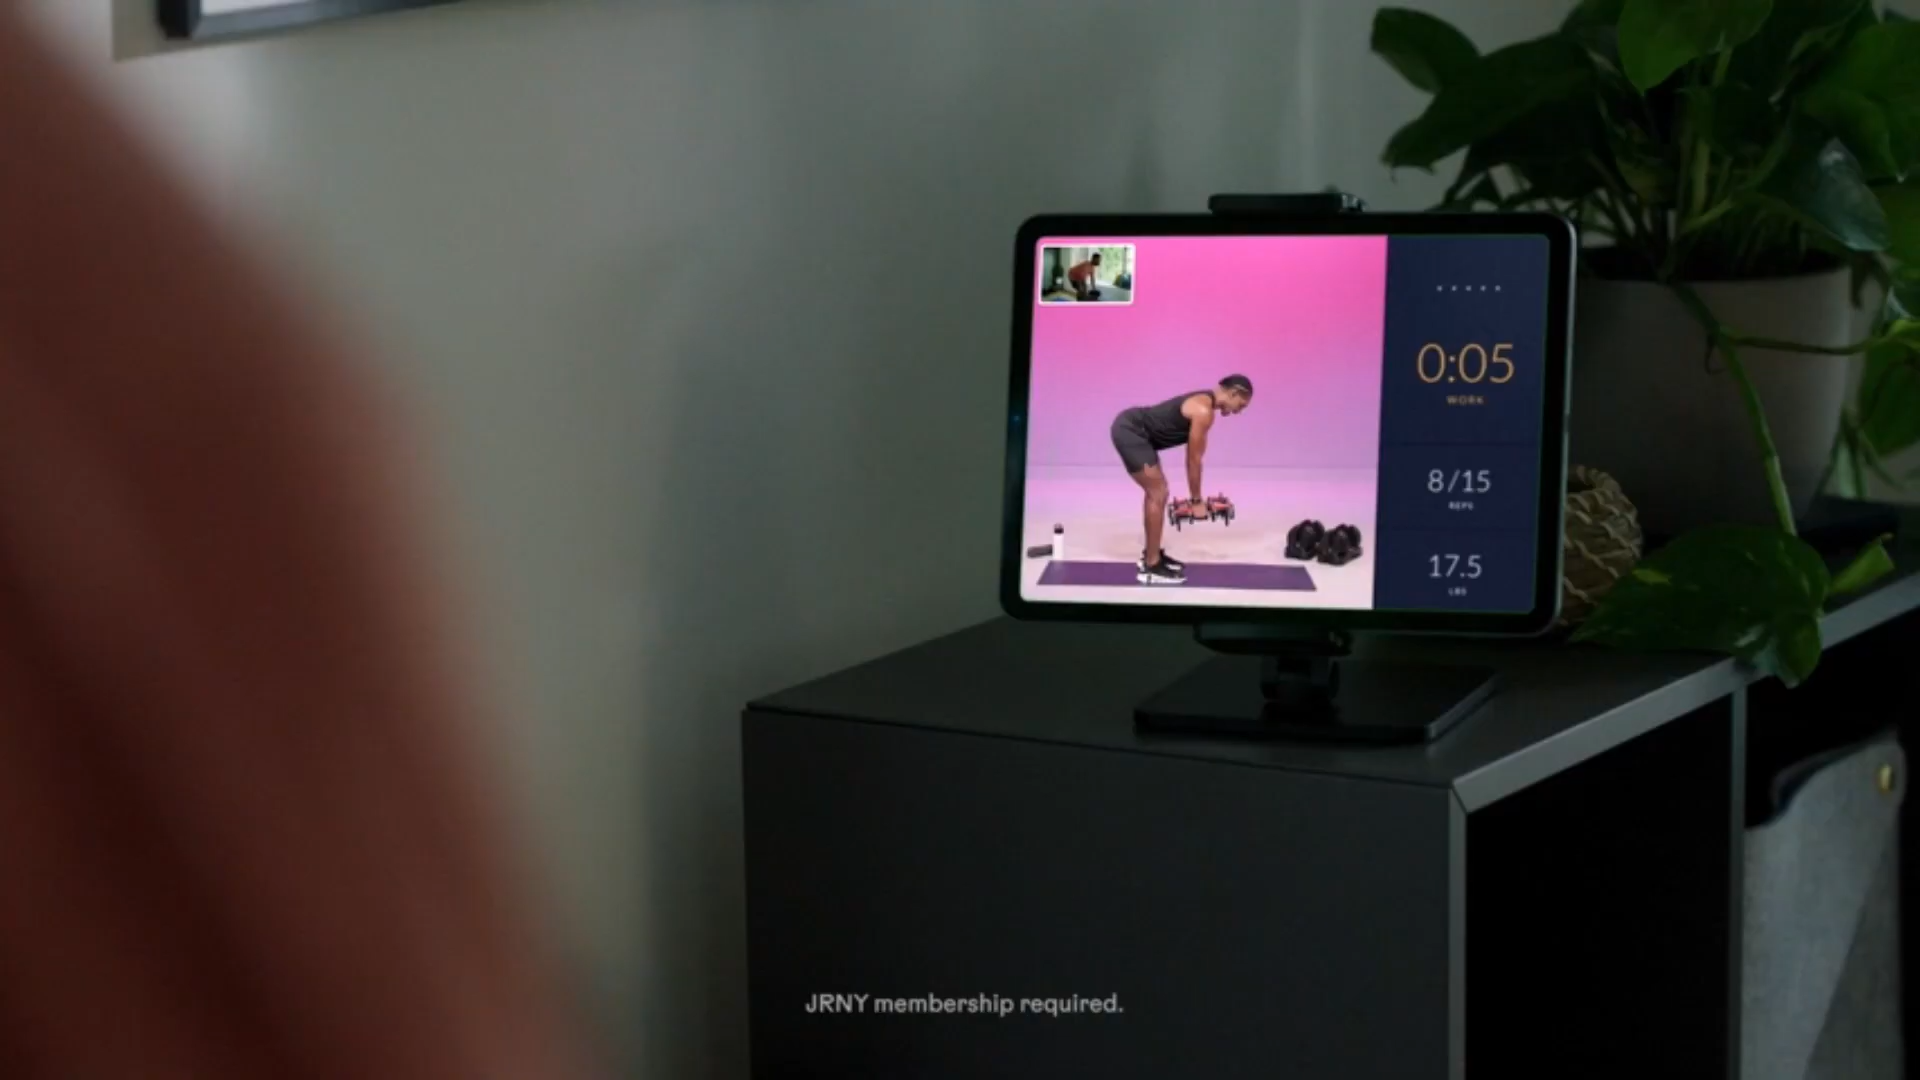 0:05
WORK
8/15
REPS
17.5
LBS
JRNY membership required.